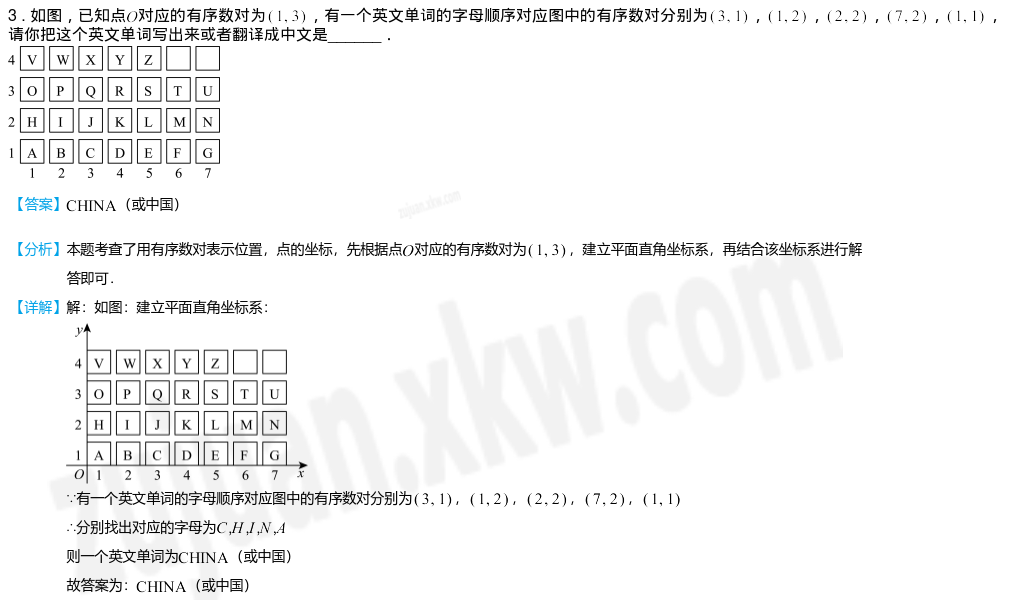 3．如图，已知点O对应的有序数对为(1,3)，有一个英文单词的字母顺序对应图中的有序数对分别为(3,1)，(1,2)，(2,2)，(7,2)，(1,1)，
请你把这个英文单词写出来或者翻译成中文是______．
4 V W X Y Z
3 O P Q R S T U
2 H I J K L M N
1 A B C D E F G
1 2 3 4 5 6 7
【答案】CHINA（或中国）
zujuan.xkw.com
【分析】本题考查了用有序数对表示位置，点的坐标，先根据点O对应的有序数对为(1,3)，建立平面直角坐标系，再结合该坐标系进行解
答即可．
【详解】解：如图：建立平面直角坐标系：
y
4 V W X Y Z
3 O P Q R S T U
2 H I J K L M N
1 A B C D E F G
O 1 2 3 4 5 6 7 x
∵有一个英文单词的字母顺序对应图中的有序数对分别为(3,1)，(1,2)，(2,2)，(7,2)，(1,1)
∴分别找出对应的字母为C,H,I,N,A
则一个英文单词为CHINA（或中国）
故答案为：CHINA（或中国）
zujuan.xkw.com